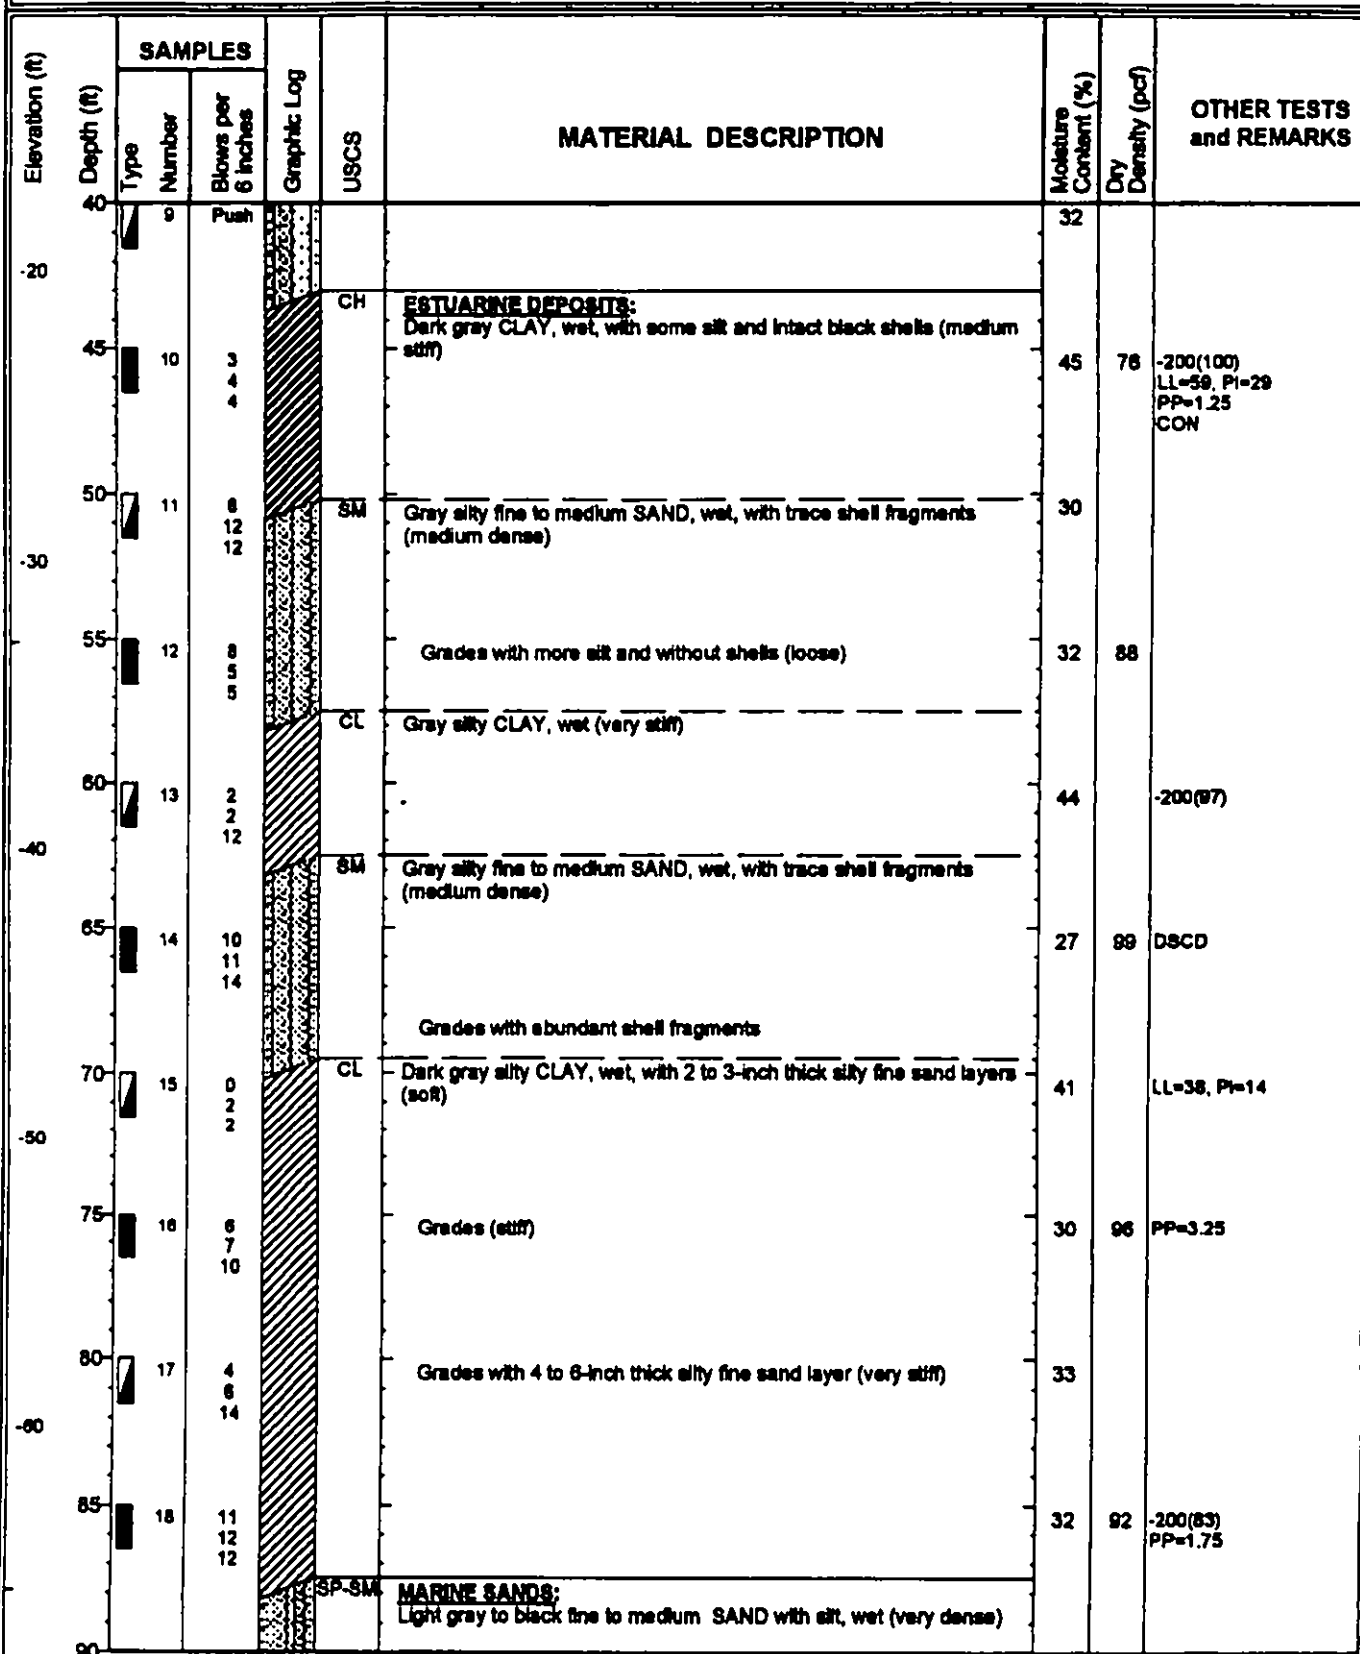 SAMPLES
Elevation (ft)
Depth (ft)
Type
Number
Blows per
6 inches
Graphic Log
USCS
MATERIAL DESCRIPTION
Moisture
Content (%)
Dry
Density (pcf)
OTHER TESTS
and REMARKS
40 9 Push 32
-20
CH ESTUARINE DEPOSITS:
Dark gray CLAY, wet, with some silt and intact black shells (medium
stiff)
45 10 3 45 76 -200(100)
4 LL=59, PI=29
4 PP=1.25
CON
50 11 8 SM Gray silty fine to medium SAND, wet, with trace shell fragments 30
12 (medium dense)
12
-30
55 12 8 Grades with more silt and without shells (loose) 32 88
5
5
CL Gray silty CLAY, wet (very stiff)
60 13 2 44 -200(97)
2
12
-40
SM Gray silty fine to medium SAND, wet, with trace shell fragments
(medium dense)
65 14 10 27 99 DSCD
11
14
Grades with abundant shell fragments
CL Dark gray silty CLAY, wet, with 2 to 3-inch thick silty fine sand layers
70 15 0 (soft) 41 LL=38, PI=14
2
2
-50
75 16 6 Grades (stiff) 30 96 PP=3.25
7
10
80 17 4 Grades with 4 to 6-inch thick silty fine sand layer (very stiff) 33
6
14
-60
85 18 11 32 92 -200(83)
12 PP=1.75
12
SP-SM MARINE SANDS:
Light gray to black fine to medium SAND with silt, wet (very dense)
90